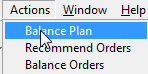 Actions Window Help
Balance Plan
Recommend Orders
Balance Orders